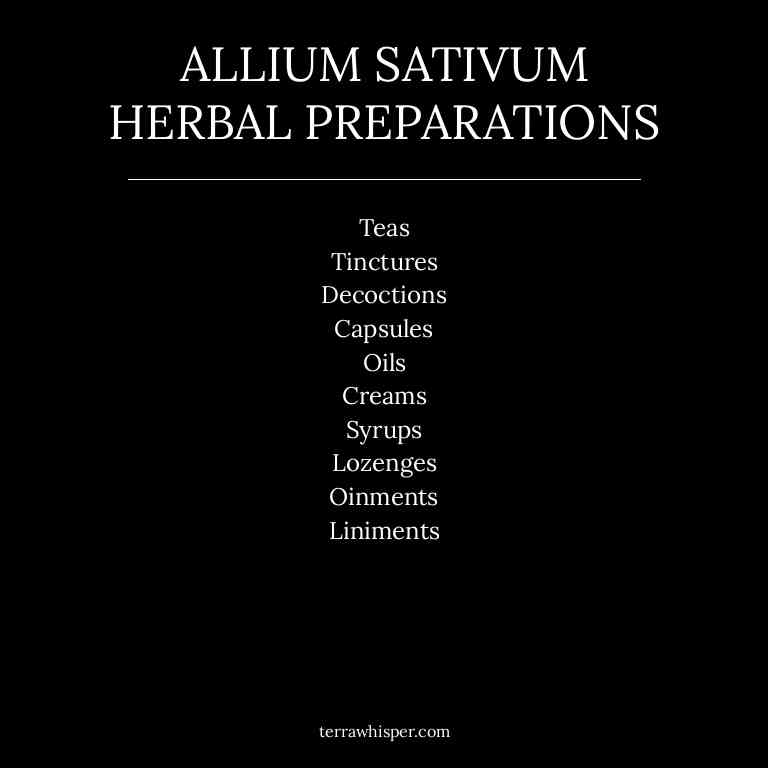 ALLIUM SATIVUM
HERBAL PREPARATIONS
Teas
Tinctures
Decoctions
Capsules
Oils
Creams
Syrups
Lozenges
Oinments
Liniments
terrawhisper.com